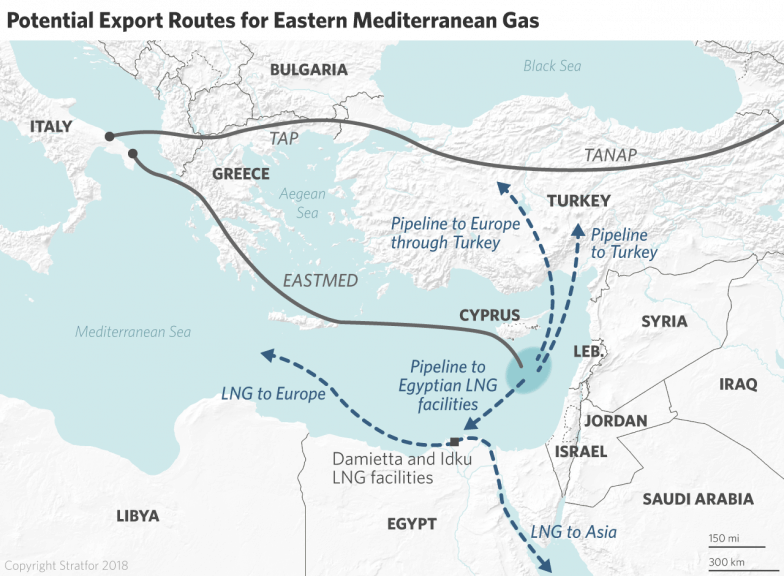 Potential Export Routes for Eastern Mediterranean Gas
BULGARIA
Black Sea
ITALY
TAP
TANAP
GREECE
Aegean
Sea
TURKEY
Pipeline to Europe
through Turkey
Pipeline
to Turkey
EASTMED
CYPRUS
SYRIA
Mediterranean Sea
LEB.
Pipeline to
Egyptian LNG
facilities
IRAQ
LNG to Europe
JORDAN
ISRAEL
Damietta and Idku
LNG facilities
SAUDI ARABIA
LIBYA
EGYPT
LNG to Asia
150 mi
300 km
Copyright Stratfor 2018